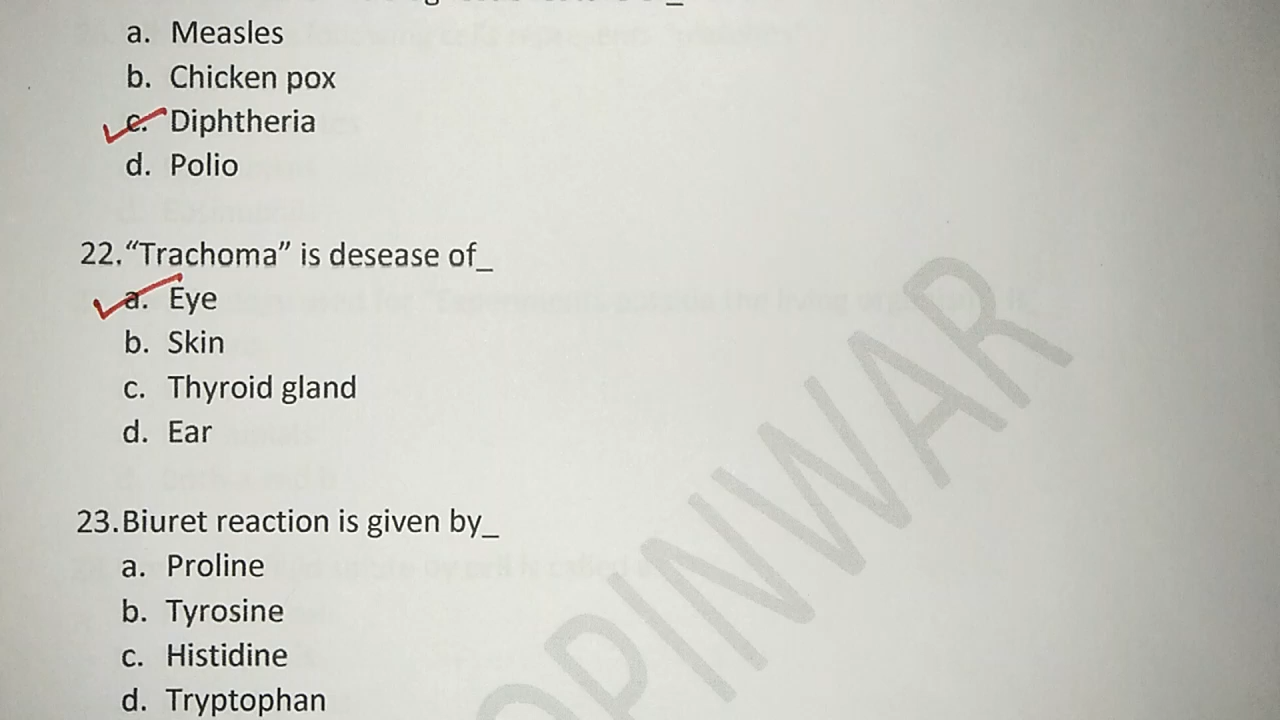 a. Measles
b. Chicken pox
c. Diphtheria
d. Polio
22. “Trachoma” is desease of_
a. Eye
b. Skin
c. Thyroid gland
d. Ear
23. Biuret reaction is given by_
a. Proline
b. Tyrosine
c. Histidine
d. Tryptophan
OPINWAR